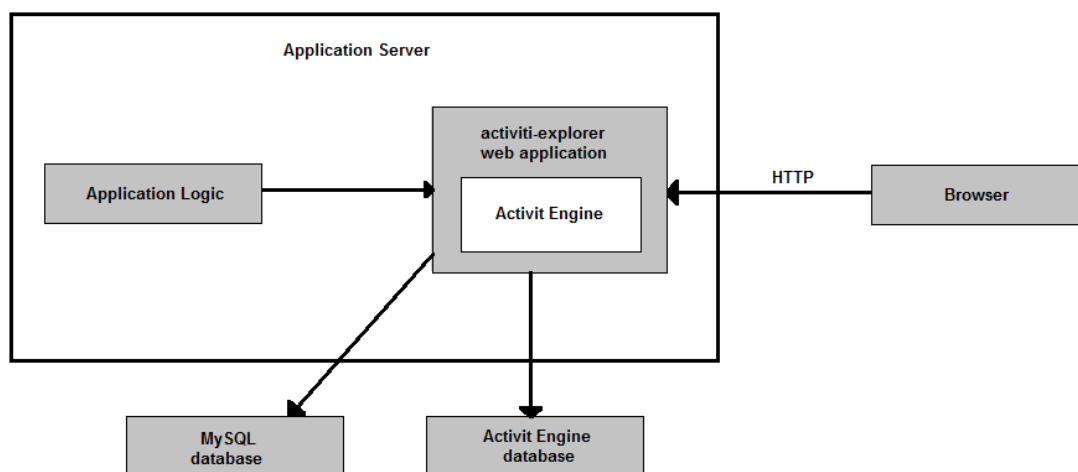 Application Server
activiti-explorer
web application
Application Logic
Activit Engine
HTTP
Browser
MySQL
database
Activit Engine
database